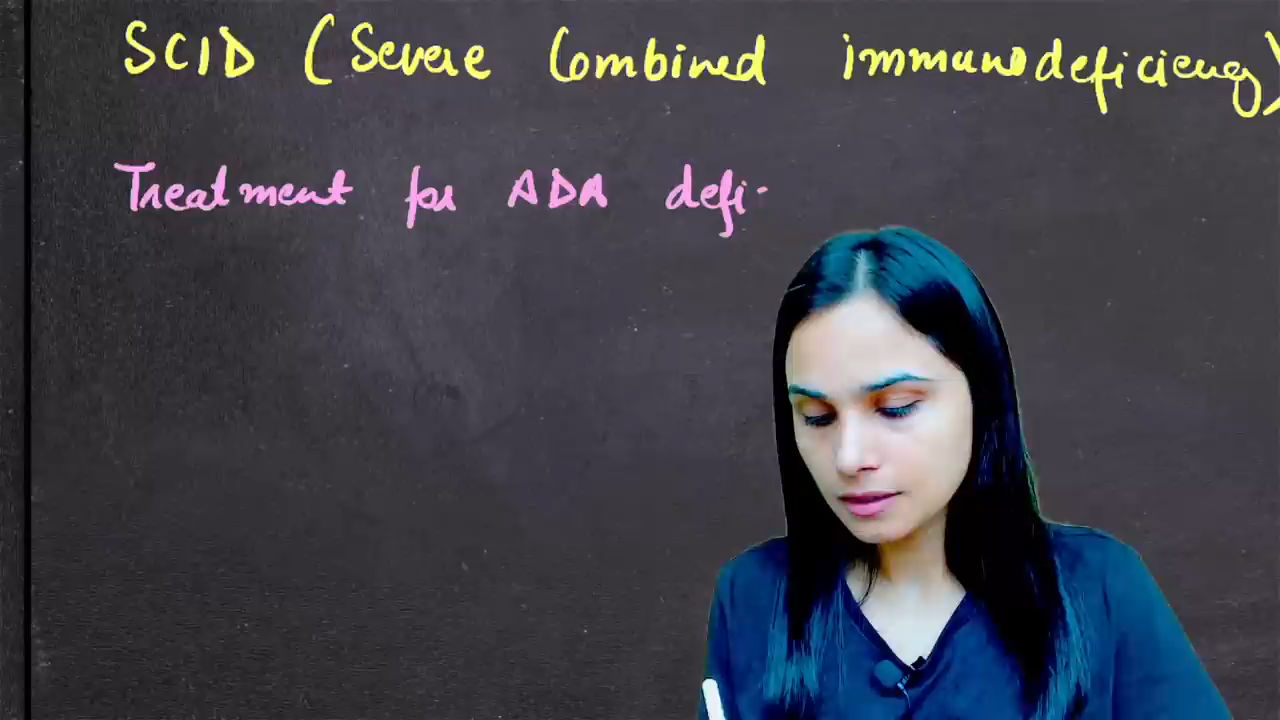 SCID (Severe Combined immunodeficiency)
Treatment for ADA defi.